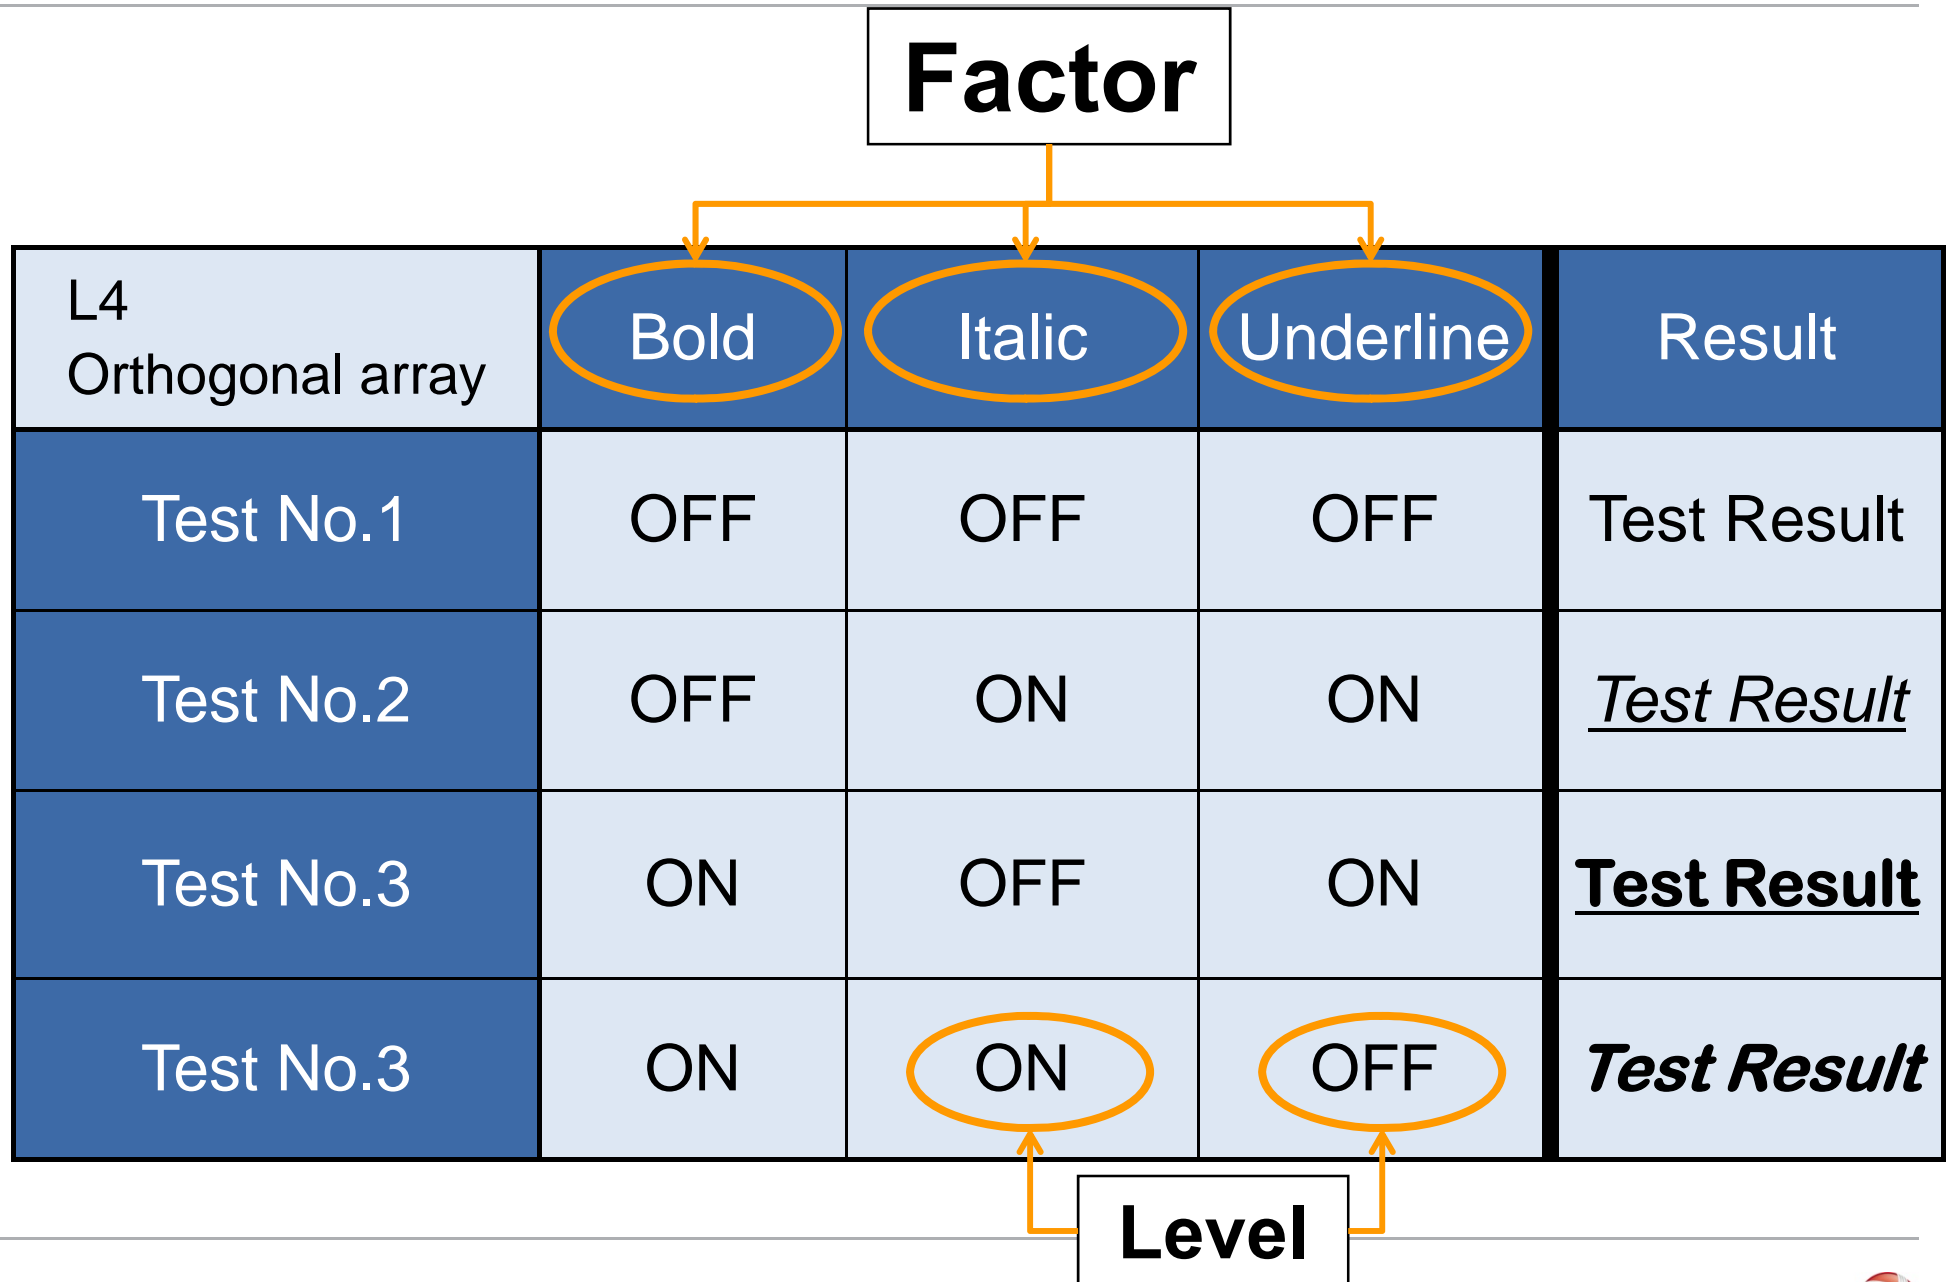 Factor
L4
Orthogonal array
Bold
Italic
Underline
Result
Test No.1
OFF
OFF
OFF
Test Result
Test No.2
OFF
ON
ON
Test Result
Test No.3
ON
OFF
ON
Test Result
Test No.3
ON
ON
OFF
Test Result
Level